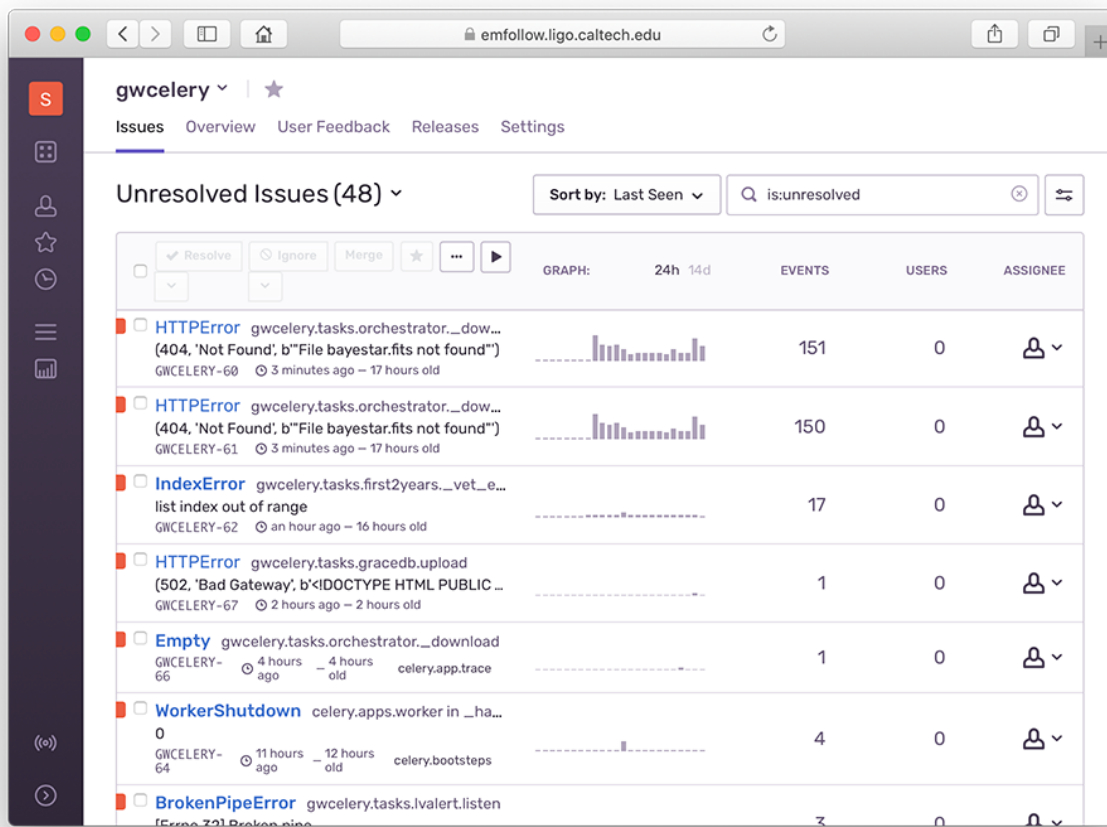 emfollow.ligo.caltech.edu
S
gwcelery
Issues Overview User Feedback Releases Settings
Unresolved Issues (48)
Sort by: Last Seen
is:unresolved
Resolve Ignore Merge
GRAPH: 24h 14d EVENTS USERS ASSIGNEE
HTTPError gwcelery.tasks.orchestrator._dow...
(404, 'Not Found', b'"File bayestar.fits not found"')
GWCELERY-60 3 minutes ago — 17 hours old
151 0
HTTPError gwcelery.tasks.orchestrator._dow...
(404, 'Not Found', b'"File bayestar.fits not found"')
GWCELERY-61 3 minutes ago — 17 hours old
150 0
IndexError gwcelery.tasks.first2years._vet_e...
list index out of range
GWCELERY-62 an hour ago — 16 hours old
17 0
HTTPError gwcelery.tasks.gracedb.upload
(502, 'Bad Gateway', b'<!DOCTYPE HTML PUBLIC ...
GWCELERY-67 2 hours ago — 2 hours old
1 0
Empty gwcelery.tasks.orchestrator._download
GWCELERY-66 4 hours ago — 4 hours old celery.app.trace
1 0
WorkerShutdown celery.apps.worker in _ha...
0
GWCELERY-64 11 hours ago — 12 hours old celery.bootsteps
4 0
BrokenPipeError gwcelery.tasks.lvalert.listen
[Errno 32] Broken pipe
3 0